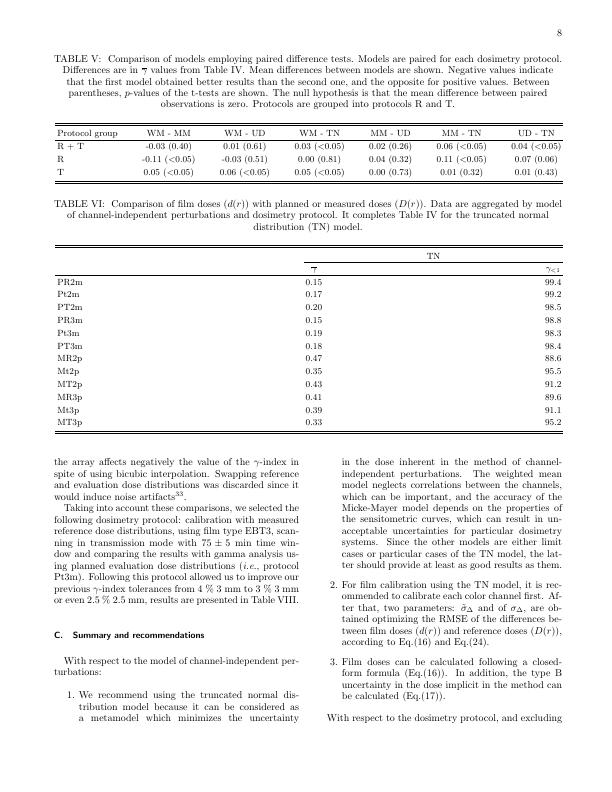 8
TABLE V: Comparison of models employing paired difference tests. Models are paired for each dosimetry protocol.
Differences are in γ̅ values from Table IV. Mean differences between models are shown. Negative values indicate
that the first model obtained better results than the second one, and the opposite for positive values. Between
parentheses, p-values of the t-tests are shown. The null hypothesis is that the mean difference between paired
observations is zero. Protocols are grouped into protocols R and T.
Protocol group WM - MM WM - UD WM - TN MM - UD MM - TN UD - TN
R + T -0.03 (0.40) 0.01 (0.61) 0.03 (<0.05) 0.02 (0.26) 0.06 (<0.05) 0.04 (<0.05)
R -0.11 (<0.05) -0.03 (0.51) 0.00 (0.81) 0.04 (0.32) 0.11 (<0.05) 0.07 (0.06)
T 0.05 (<0.05) 0.06 (<0.05) 0.05 (<0.05) 0.00 (0.73) 0.01 (0.32) 0.01 (0.43)
TABLE VI: Comparison of film doses (d(r)) with planned or measured doses (D(r)). Data are aggregated by model
of channel-independent perturbations and dosimetry protocol. It completes Table IV for the truncated normal
distribution (TN) model.
TN
γ̅ γ<1
PR2m 0.15 99.4
Pt2m 0.17 99.2
PT2m 0.20 98.5
PR3m 0.15 98.8
Pt3m 0.19 98.3
PT3m 0.18 98.4
MR2p 0.47 88.6
Mt2p 0.35 95.5
MT2p 0.43 91.2
MR3p 0.41 89.6
Mt3p 0.39 91.1
MT3p 0.33 95.2
the array affects negatively the value of the γ-index in
spite of using bicubic interpolation. Swapping reference
and evaluation dose distributions was discarded since it
would induce noise artifacts33.
Taking into account these comparisons, we selected the
following dosimetry protocol: calibration with measured
reference dose distributions, using film type EBT3, scan-
ning in transmission mode with 75 ± 5 min time win-
dow and comparing the results with gamma analysis us-
ing planned evaluation dose distributions (i.e., protocol
Pt3m). Following this protocol allowed us to improve our
previous γ-index tolerances from 4 % 3 mm to 3 % 3 mm
or even 2.5 % 2.5 mm, results are presented in Table VIII.
C. Summary and recommendations
With respect to the model of channel-independent per-
turbations:
1. We recommend using the truncated normal dis-
tribution model because it can be considered as
a metamodel which minimizes the uncertainty
in the dose inherent in the method of channel-
independent perturbations. The weighted mean
model neglects correlations between the channels,
which can be important, and the accuracy of the
Micke-Mayer model depends on the properties of
the sensitometric curves, which can result in un-
acceptable uncertainties for particular dosimetry
systems. Since the other models are either limit
cases or particular cases of the TN model, the lat-
ter should provide at least as good results as them.
2. For film calibration using the TN model, it is rec-
ommended to calibrate each color channel first. Af-
ter that, two parameters: σ̂Δ and of σΔ, are ob-
tained optimizing the RMSE of the differences be-
tween film doses (d(r)) and reference doses (D(r)),
according to Eq.(16) and Eq.(24).
3. Film doses can be calculated following a closed-
form formula (Eq.(16)). In addition, the type B
uncertainty in the dose implicit in the method can
be calculated (Eq.(17)).
With respect to the dosimetry protocol, and excluding